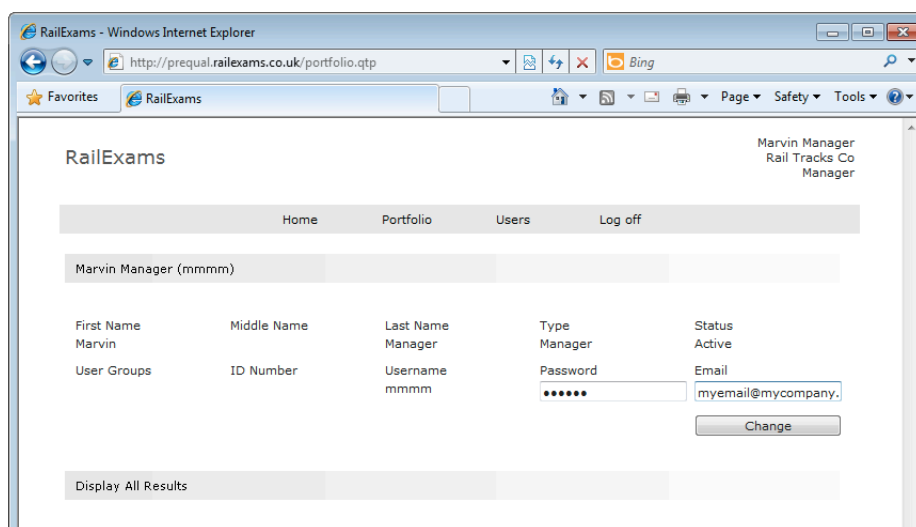 RailExams - Windows Internet Explorer
http://prequal.railexams.co.uk/portfolio.qtp
Bing
Favorites
RailExams
Page
Safety
Tools
RailExams
Marvin Manager
Rail Tracks Co
Manager
Home Portfolio Users Log off
Marvin Manager (mmmm)
First Name Middle Name Last Name Type Status
Marvin Manager Manager Active
User Groups ID Number Username Password Email
mmmm •••••• myemail@mycompany.
Change
Display All Results